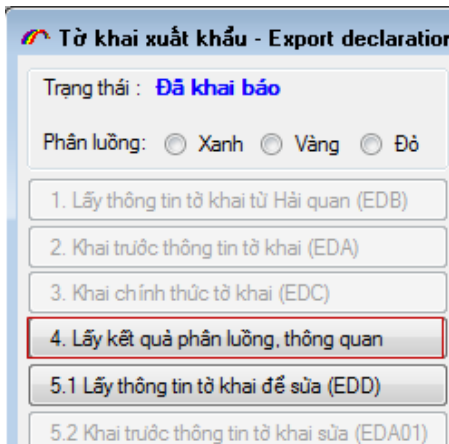 Tờ khai xuất khẩu - Export declaration
Trạng thái : Đã khai báo
Phân luồng: Xanh Vàng Đỏ
1. Lấy thông tin tờ khai từ Hải quan (EDB)
2. Khai trước thông tin tờ khai (EDA)
3. Khai chính thức tờ khai (EDC)
4. Lấy kết quả phân luồng, thông quan
5.1 Lấy thông tin tờ khai để sửa (EDD)
5.2 Khai trước thông tin tờ khai sửa (EDA01)